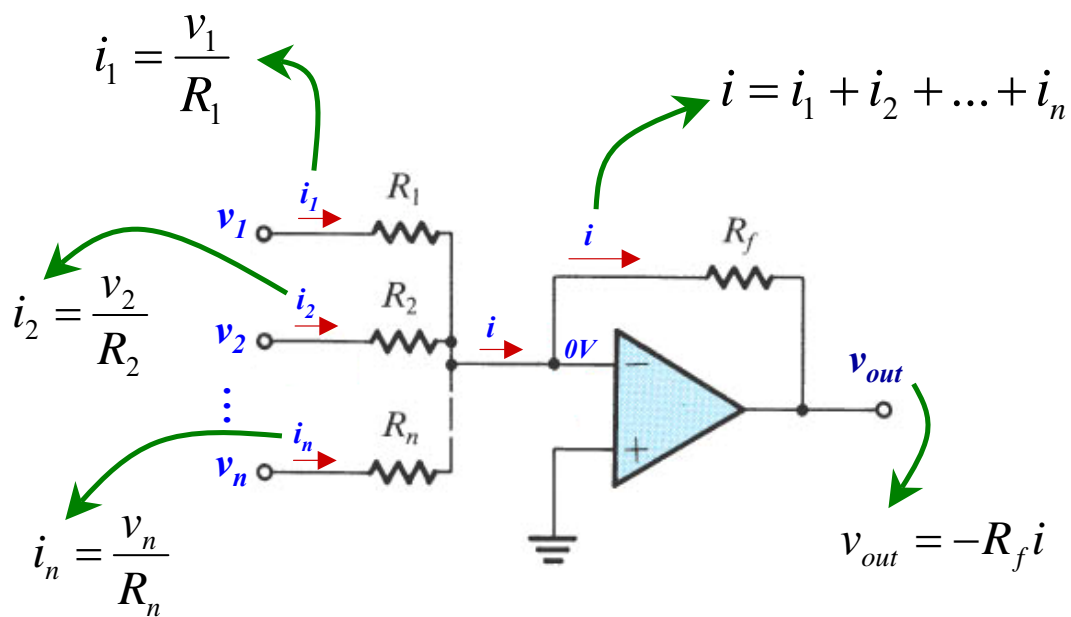 i₁ = v₁/R₁
i = i₁ + i₂ + ... + iₙ
i₁
R₁
v₁
i
R_f
i₂ = v₂/R₂
i₂
R₂
v₂
i
0V
−
v_out
⋮
iₙ
Rₙ
+
vₙ
iₙ = vₙ/Rₙ
v_out = −R_f i